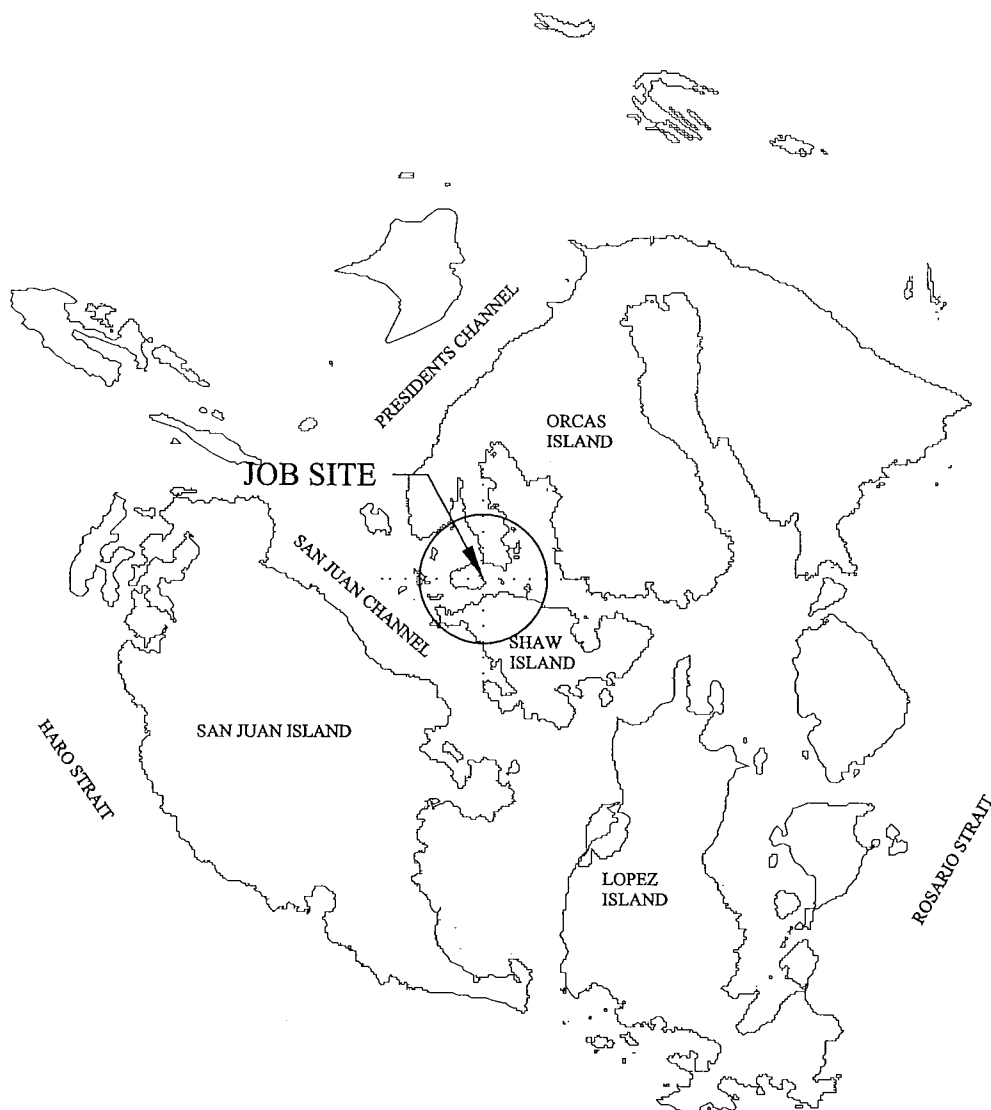 PRESIDENTS CHANNEL
ORCAS
ISLAND
JOB SITE
SAN JUAN CHANNEL
SHAW
ISLAND
SAN JUAN ISLAND
HARO STRAIT
ROSARIO STRAIT
LOPEZ
ISLAND